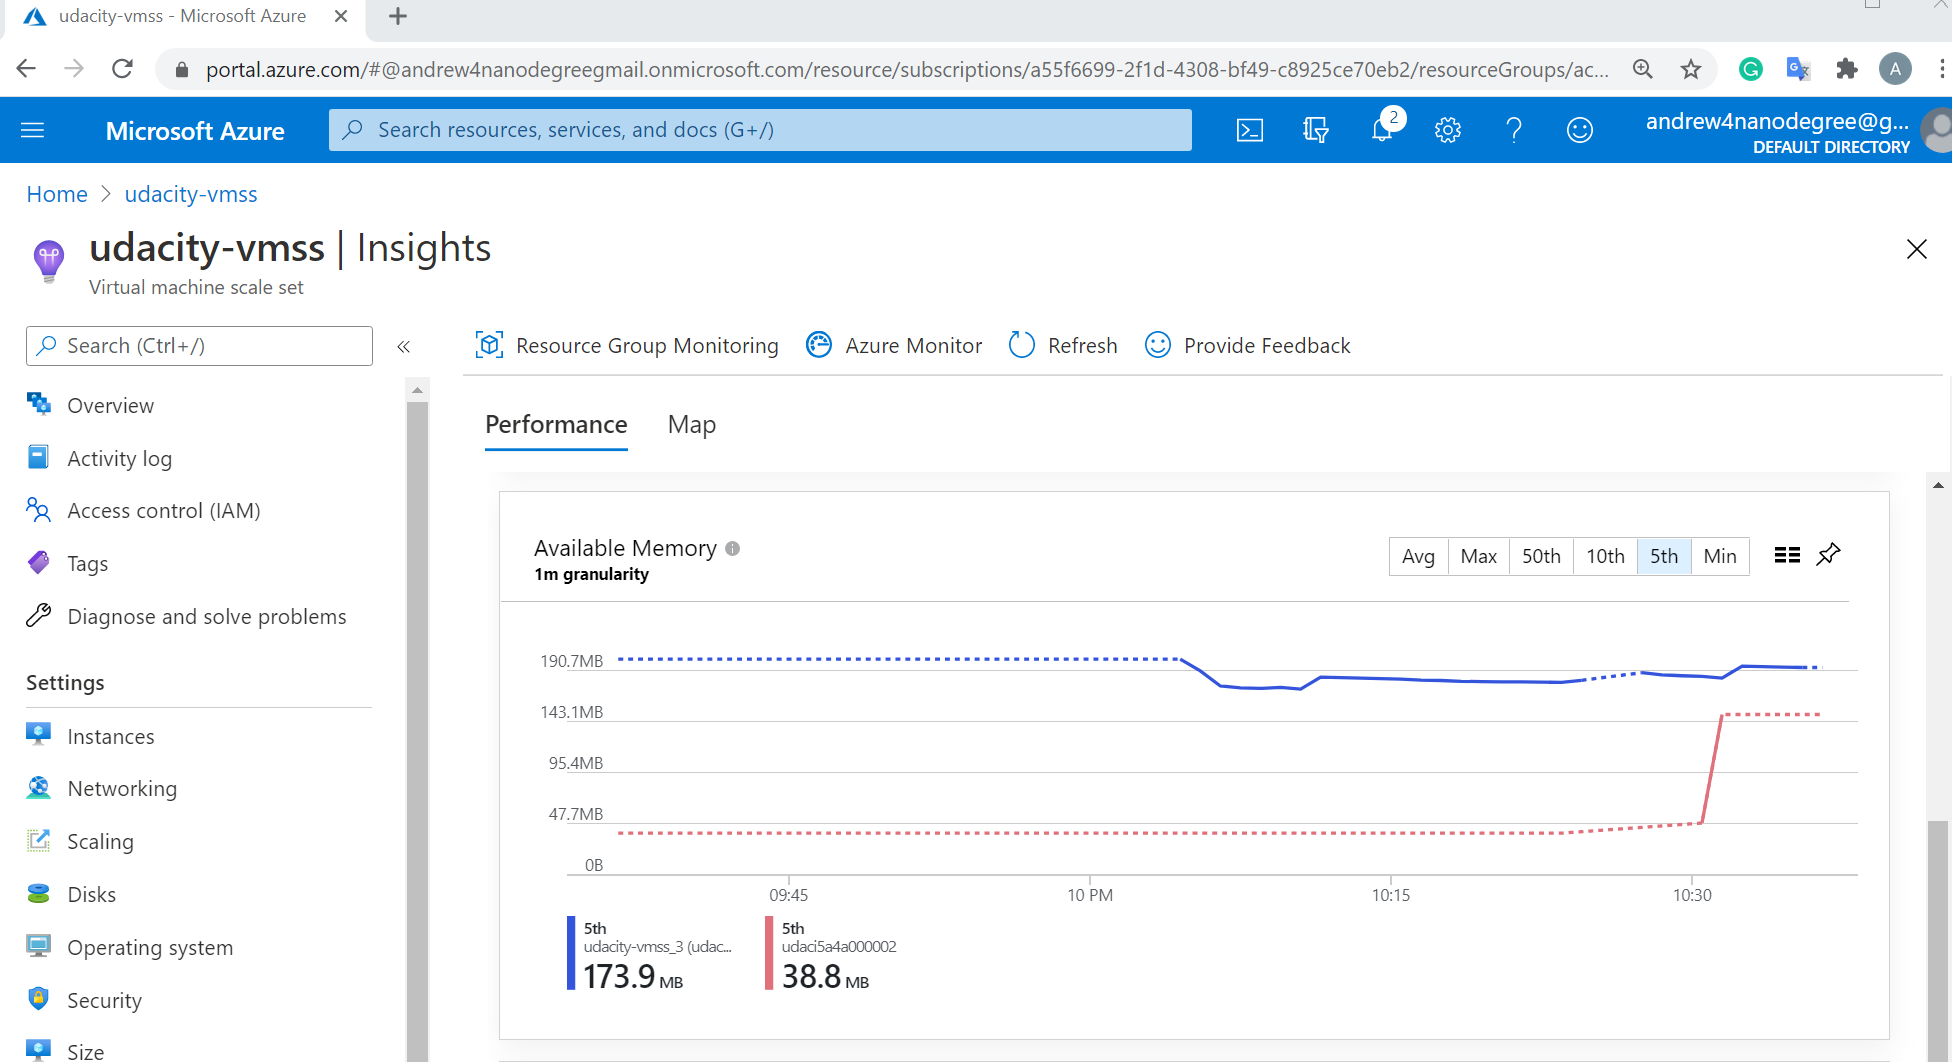 udacity-vmss - Microsoft Azure
portal.azure.com/#@andrew4nanodegreegmail.onmicrosoft.com/resource/subscriptions/a55f6699-2f1d-4308-bf49-c8925ce70eb2/resourceGroups/ac...
A
Microsoft Azure
Search resources, services, and docs (G+/)
2
andrew4nanodegree@g...
DEFAULT DIRECTORY
Home > udacity-vmss
udacity-vmss | Insights
Virtual machine scale set
Search (Ctrl+/)
«
Resource Group Monitoring
Azure Monitor
Refresh
Provide Feedback
Overview
Activity log
Access control (IAM)
Tags
Diagnose and solve problems
Settings
Instances
Networking
Scaling
Disks
Operating system
Security
Size
Performance
Map
Available Memory
1m granularity
Avg
Max
50th
10th
5th
Min
190.7MB
143.1MB
95.4MB
47.7MB
0B
09:45
10 PM
10:15
10:30
5th
udacity-vmss_3 (udac...
173.9 MB
5th
udaci5a4a000002
38.8 MB